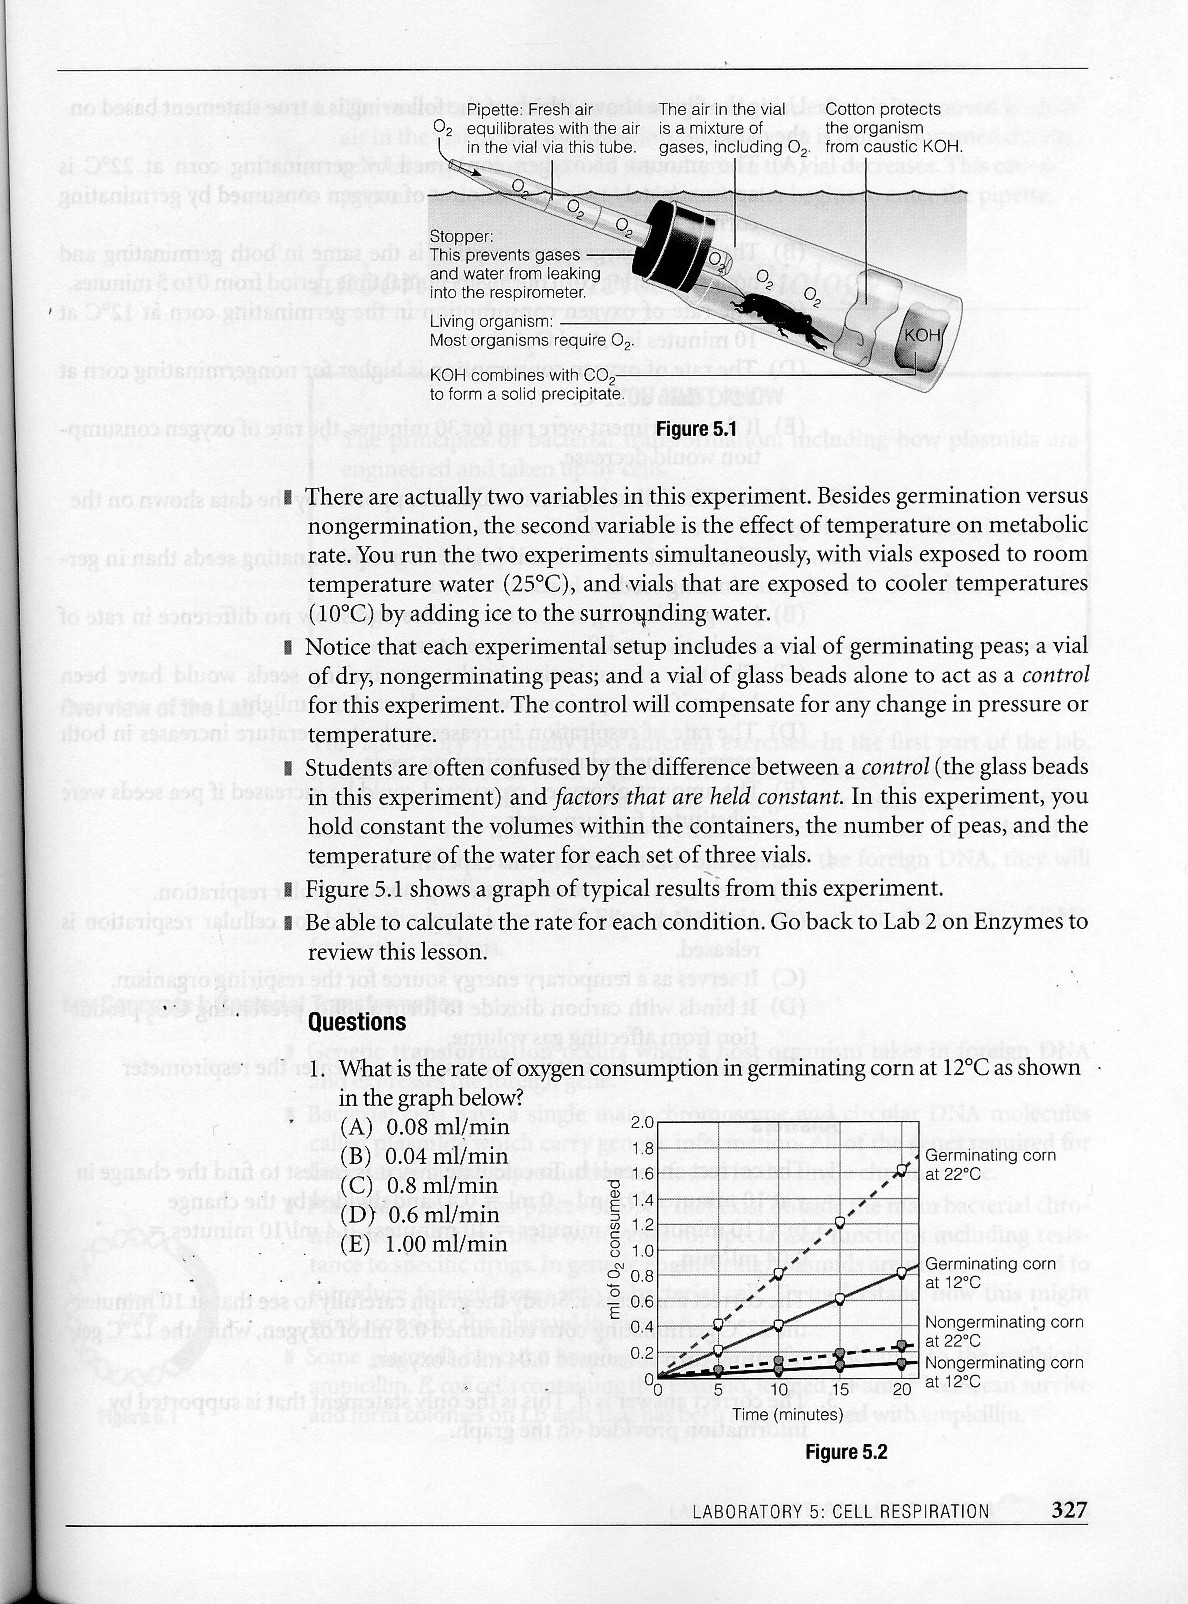 Pipette: Fresh air
equilibrates with the air
in the vial via this tube.
O2
The air in the vial
is a mixture of
gases, including O2.
Cotton protects
the organism
from caustic KOH.
O2
O2
O2
O2
O2
O2
Stopper:
This prevents gases
and water from leaking
into the respirometer.
Living organism:
Most organisms require O2.
KOH
KOH combines with CO2
to form a solid precipitate.
Figure 5.1
There are actually two variables in this experiment. Besides germination versus
nongermination, the second variable is the effect of temperature on metabolic
rate. You run the two experiments simultaneously, with vials exposed to room
temperature water (25°C), and vials that are exposed to cooler temperatures
(10°C) by adding ice to the surrounding water.
Notice that each experimental setup includes a vial of germinating peas; a vial
of dry, nongerminating peas; and a vial of glass beads alone to act as a control
for this experiment. The control will compensate for any change in pressure or
temperature.
Students are often confused by the difference between a control (the glass beads
in this experiment) and factors that are held constant. In this experiment, you
hold constant the volumes within the containers, the number of peas, and the
temperature of the water for each set of three vials.
Figure 5.1 shows a graph of typical results from this experiment.
Be able to calculate the rate for each condition. Go back to Lab 2 on Enzymes to
review this lesson.
Questions
1. What is the rate of oxygen consumption in germinating corn at 12°C as shown
in the graph below?
(A) 0.08 ml/min
(B) 0.04 ml/min
(C) 0.8 ml/min
(D) 0.6 ml/min
(E) 1.00 ml/min
ml of O2 consumed
2.0
1.8
1.6
1.4
1.2
1.0
0.8
0.6
0.4
0.2
0
0 5 10 15 20
Time (minutes)
Germinating corn
at 22°C
Germinating corn
at 12°C
Nongerminating corn
at 22°C
Nongerminating corn
at 12°C
Figure 5.2
LABORATORY 5: CELL RESPIRATION 327